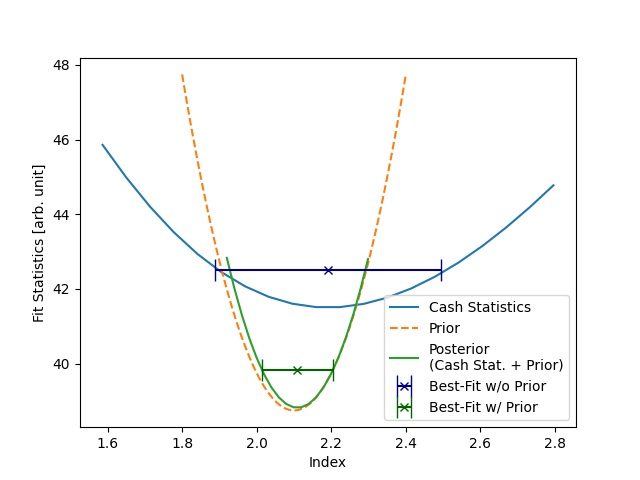 48
46
44
42
40
Fit Statistics [arb. unit]
1.6
1.8
2.0
2.2
2.4
2.6
2.8
Index
Cash Statistics
Prior
Posterior
(Cash Stat. + Prior)
Best-Fit w/o Prior
Best-Fit w/ Prior